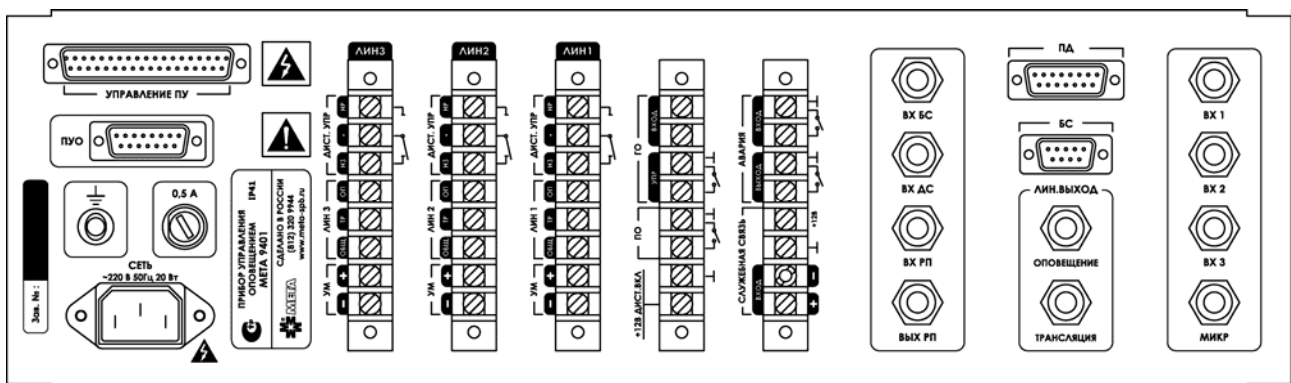 УПРАВЛЕНИЕ ПУ
ПУО
0,5 А
СЕТЬ
~220 В 50Гц 20 Вт
Зав. № :
ПРИБОР УПРАВЛЕНИЯ
ОПОВЕЩЕНИЕМ IP41
МЕТА 9401
СДЕЛАНО В РОССИИ
(812) 320 9944
www.meta-spb.ru
МЕТА
ЛИН3
ДИСТ. УПР
НР
-
НЗ
ЛИН 3
ОП
ТР
ОБЩ
УМ
+
-
ЛИН2
ДИСТ. УПР
НР
-
НЗ
ЛИН 2
ОП
ТР
ОБЩ
УМ
+
-
ЛИН1
ДИСТ. УПР
НР
-
НЗ
ЛИН 1
ОП
ТР
ОБЩ
УМ
+
-
ГО
ВХОД
УПР
ПО
+12В ДИСТ.ВКЛ
АВАРИЯ
ВХОД
ВЫХОД
СЛУЖЕБНАЯ СВЯЗЬ
+12В
ВХОД
-
+
ВХ БС
ВХ ДС
ВХ РП
ВЫХ РП
ПД
БС
ЛИН.ВЫХОД
ОПОВЕЩЕНИЕ
ТРАНСЛЯЦИЯ
ВХ 1
ВХ 2
ВХ 3
МИКР